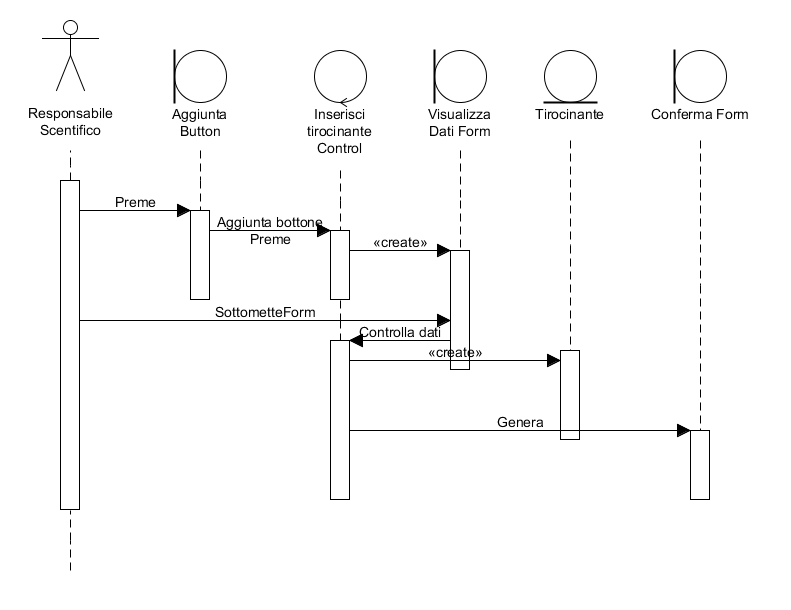 Responsabile
Scentifico
Aggiunta
Button
Inserisci
tirocinante
Control
Visualizza
Dati Form
Tirocinante
Conferma Form
Preme
Aggiunta bottone
Preme
«create»
SottometteForm
Controlla dati
«create»
Genera